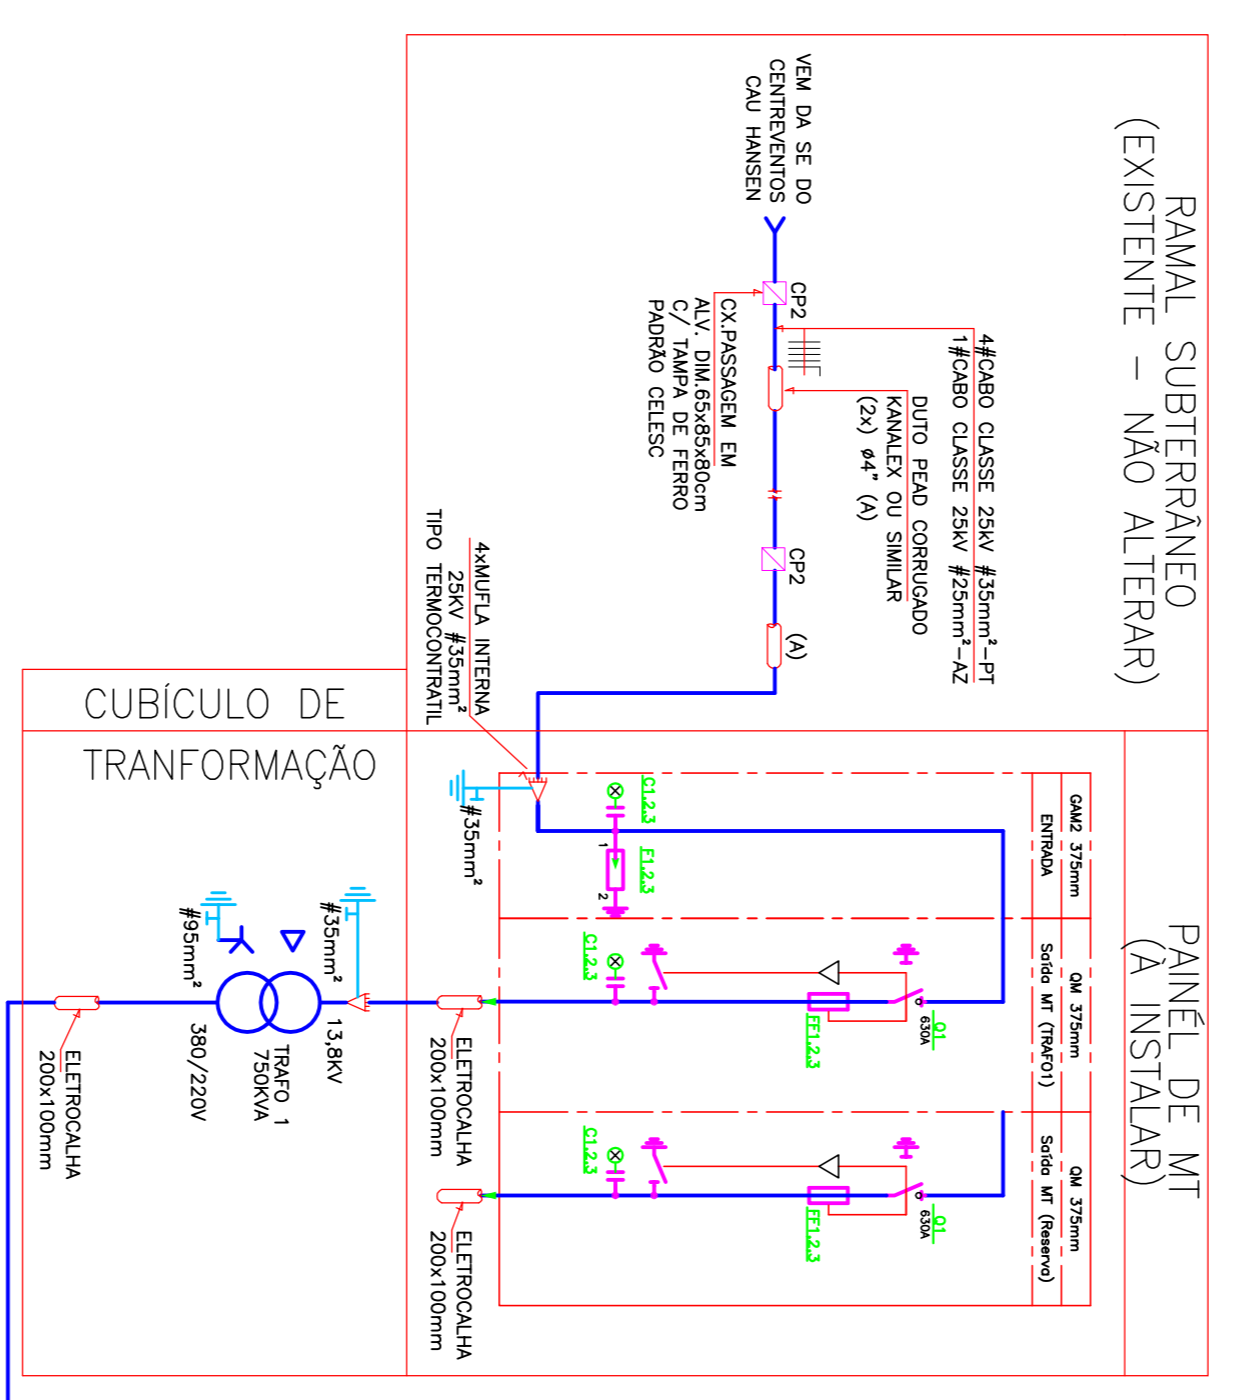 RAMAL SUBTERRÂNEO
(EXISTENTE - NÃO ALTERAR)
VEM DA SE DO
CENTREVENTOS
CAU HANSEN
CP2
4#CABO CLASSE 25kV #35mm²-PT
1#CABO CLASSE 25kV #25mm²-AZ
DUTO PEAD CORRUGADO
KANALEX OU SIMILAR
(2x) ø4" (A)
CX.PASSAGEM EM
ALV. DIM.65x85x80cm
C/ TAMPA DE FERRO
PADRÃO CELESC
CP2
(A)
4xMUFLA INTERNA
25KV #35mm²
TIPO TERMOCONTRATIL
PAINÉL DE MT
(À INSTALAR)
GAM2 375mm
ENTRADA
QM 375mm
Saída MT (TRAFO1)
QM 375mm
Saída MT (Reserva)
C1.2.3
F1.2.3
1
2
#35mm²
Q1
630A
FF1.2.3
C1.2.3
Q1
630A
FF1.2.3
C1.2.3
ELETROCALHA
200x100mm
ELETROCALHA
200x100mm
CUBÍCULO DE
TRANFORMAÇÃO
#35mm²
13,8KV
TRAFO 1
750KVA
380/220V
#95mm²
ELETROCALHA
200x100mm